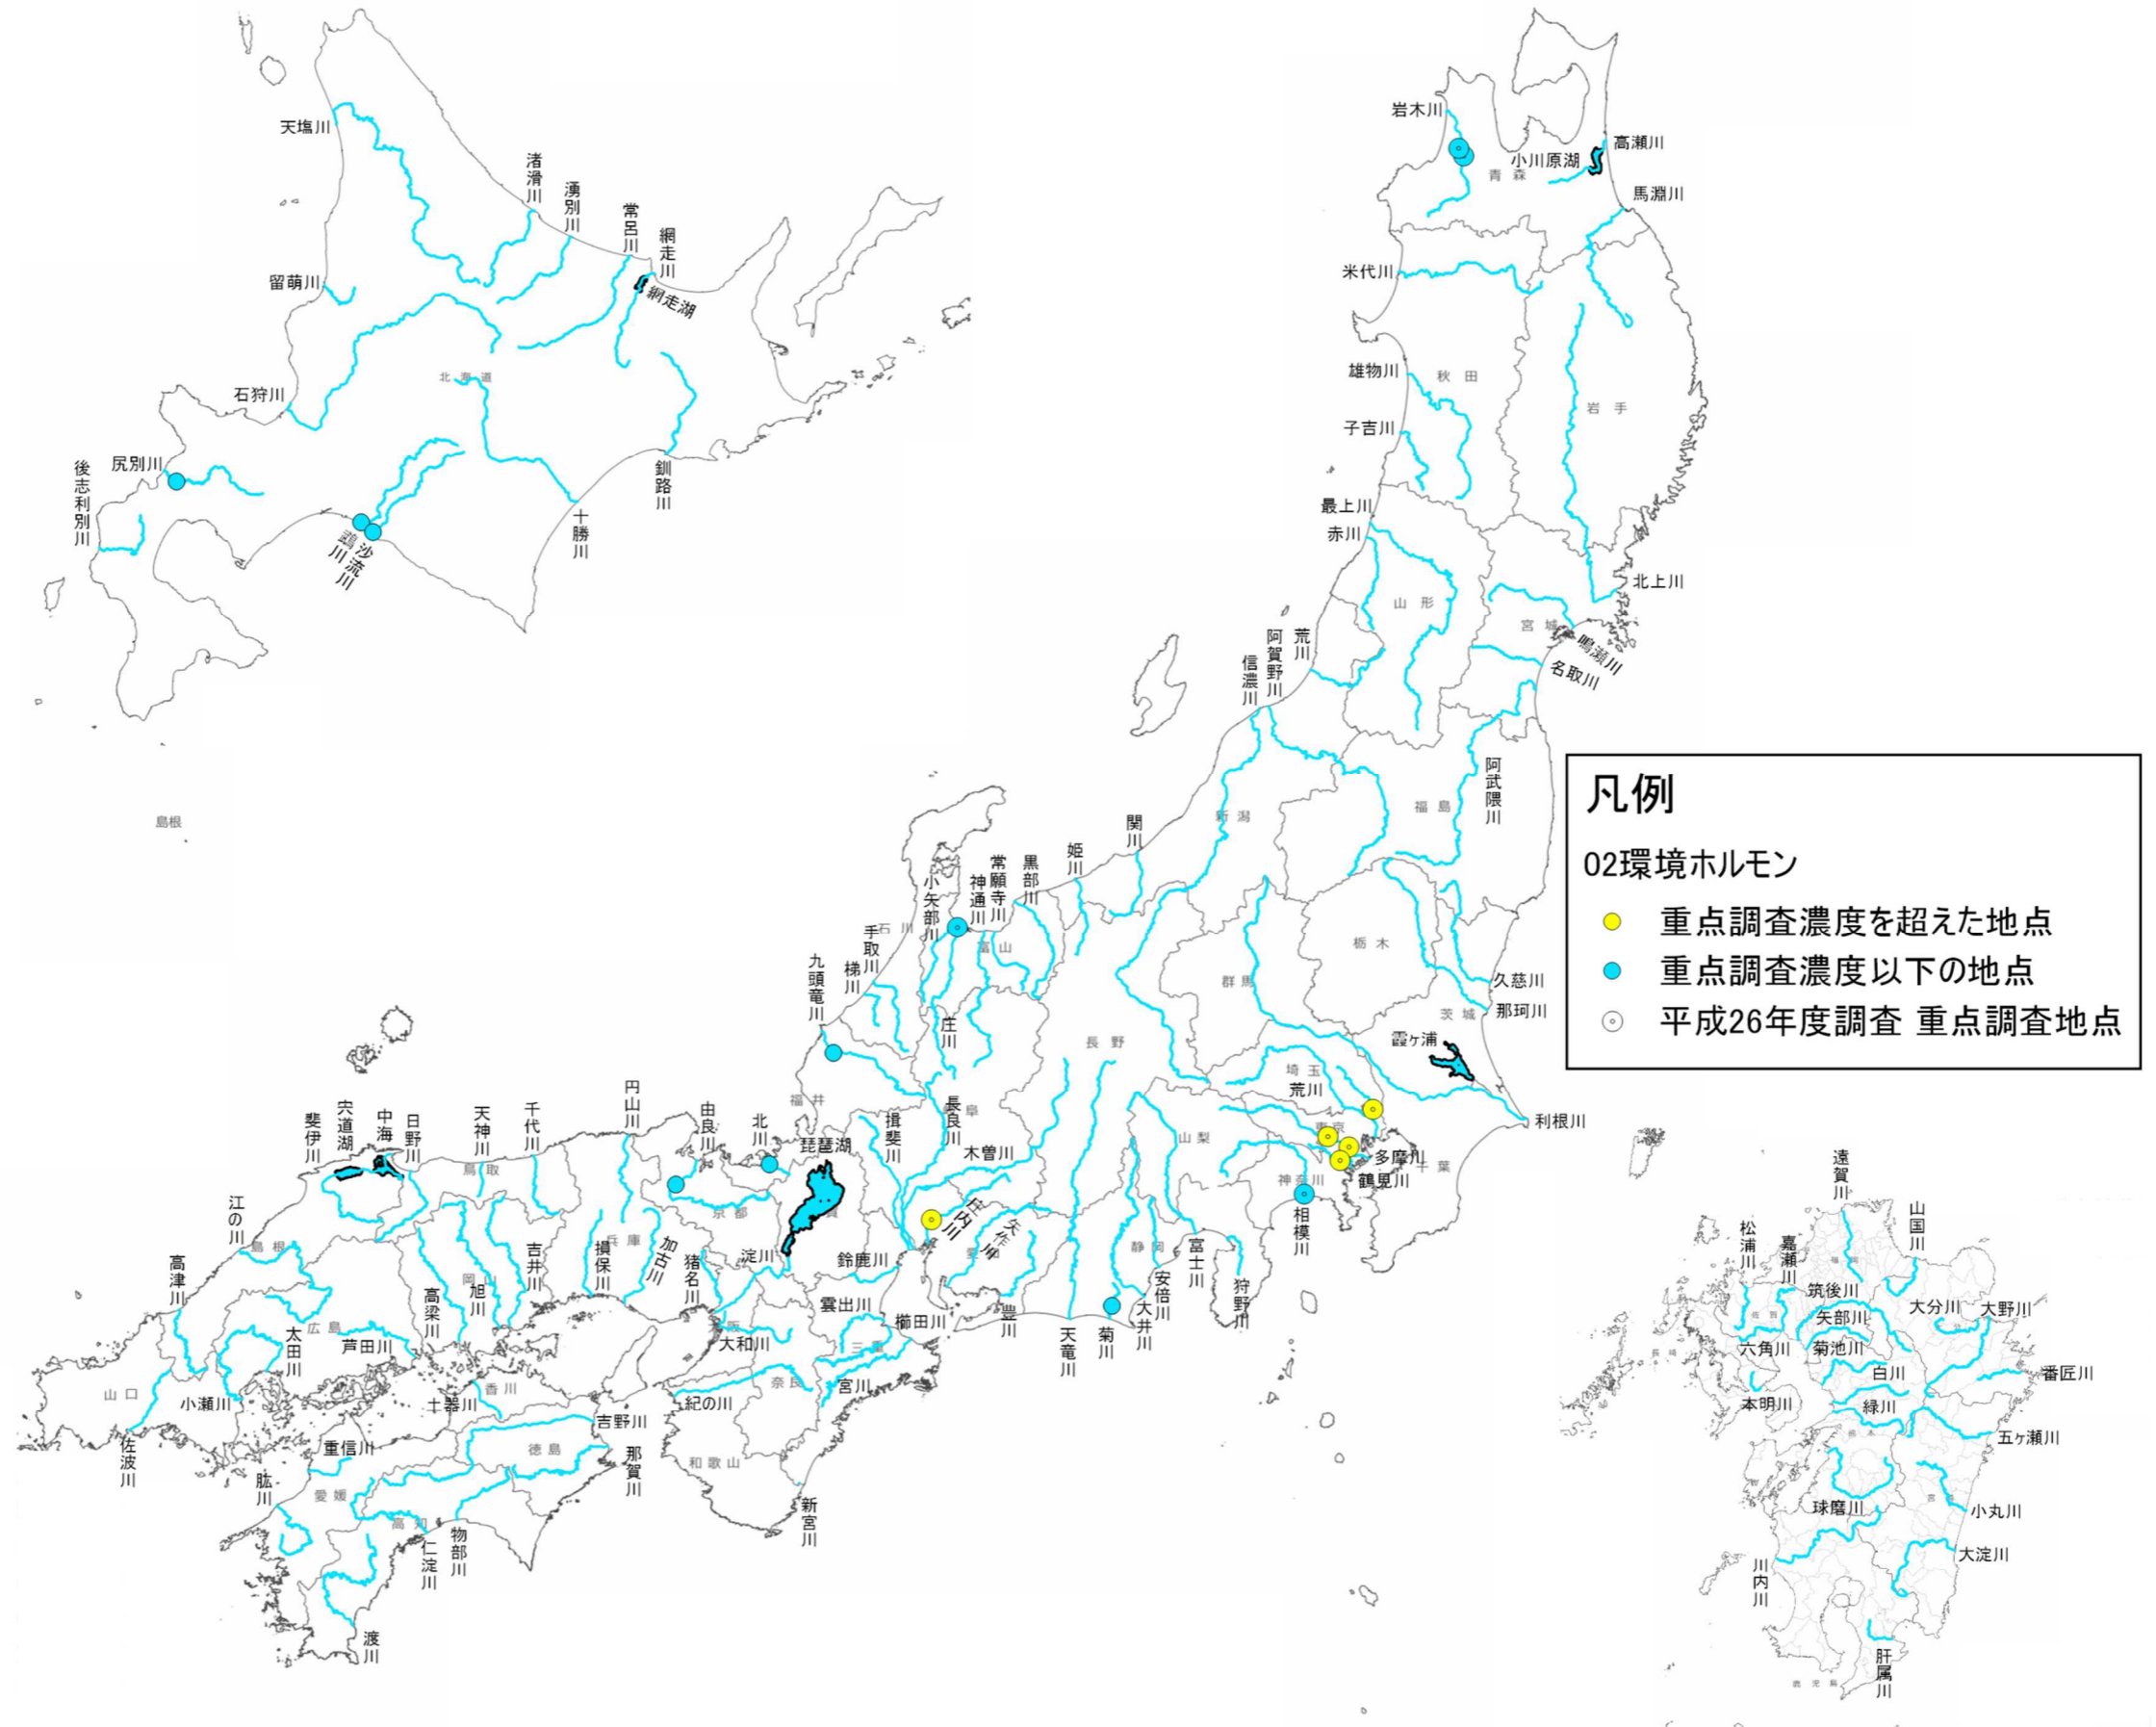 天塩川
渚滑川
湧別川
常呂川
網走川
網走湖
留萌川
北海道
石狩川
尻別川
後志利別川
鵡川
沙流川
十勝川
釧路川
岩木川
小川原湖
高瀬川
青森
馬淵川
米代川
雄物川
秋田
岩手
子吉川
最上川
赤川
北上川
山形
宮城
鳴瀬川
名取川
荒川
阿賀野川
信濃川
阿武隈川
福島
新潟
関川
姫川
黒部川
常願寺川
神通川
小矢部川
石川
富山
手取川
梯川
九頭竜川
庄川
栃木
群馬
久慈川
那珂川
茨城
霞ヶ浦
長野
埼玉
荒川
利根川
東京
多摩川
千葉
鶴見川
神奈川
相模川
山梨
福井
長良川
阜
揖斐川
木曽川
庄内川
矢作川
愛知
静岡
富士川
安倍川
狩野川
大井川
菊川
天竜川
豊川
島根
凡例
02環境ホルモン
重点調査濃度を超えた地点
重点調査濃度以下の地点
平成26年度調査 重点調査地点
斐伊川
宍道湖
中海
日野川
天神川
千代川
円山川
由良川
北川
琵琶湖
鳥取
京都
賀
江の川
島根
高津川
岡山
吉井川
旭川
高梁川
兵庫
揖保川
加古川
猪名川
淀川
鈴鹿川
雲出川
櫛田川
阪
大和川
三重
奈良
宮川
紀の川
和歌山
新宮川
広島
太田川
芦田川
山口
小瀬川
佐波川
香川
土器川
吉野川
徳島
那賀川
重信川
肱川
愛媛
高知
仁淀川
物部川
渡川
遠賀川
山国川
松浦川
嘉瀬川
福岡
筑後川
佐賀
矢部川
大分川
大野川
長崎
六角川
菊池川
白川
番匠川
本明川
緑川
熊本
五ヶ瀬川
球磨川
小丸川
川内川
大淀川
肝属川
鹿児島